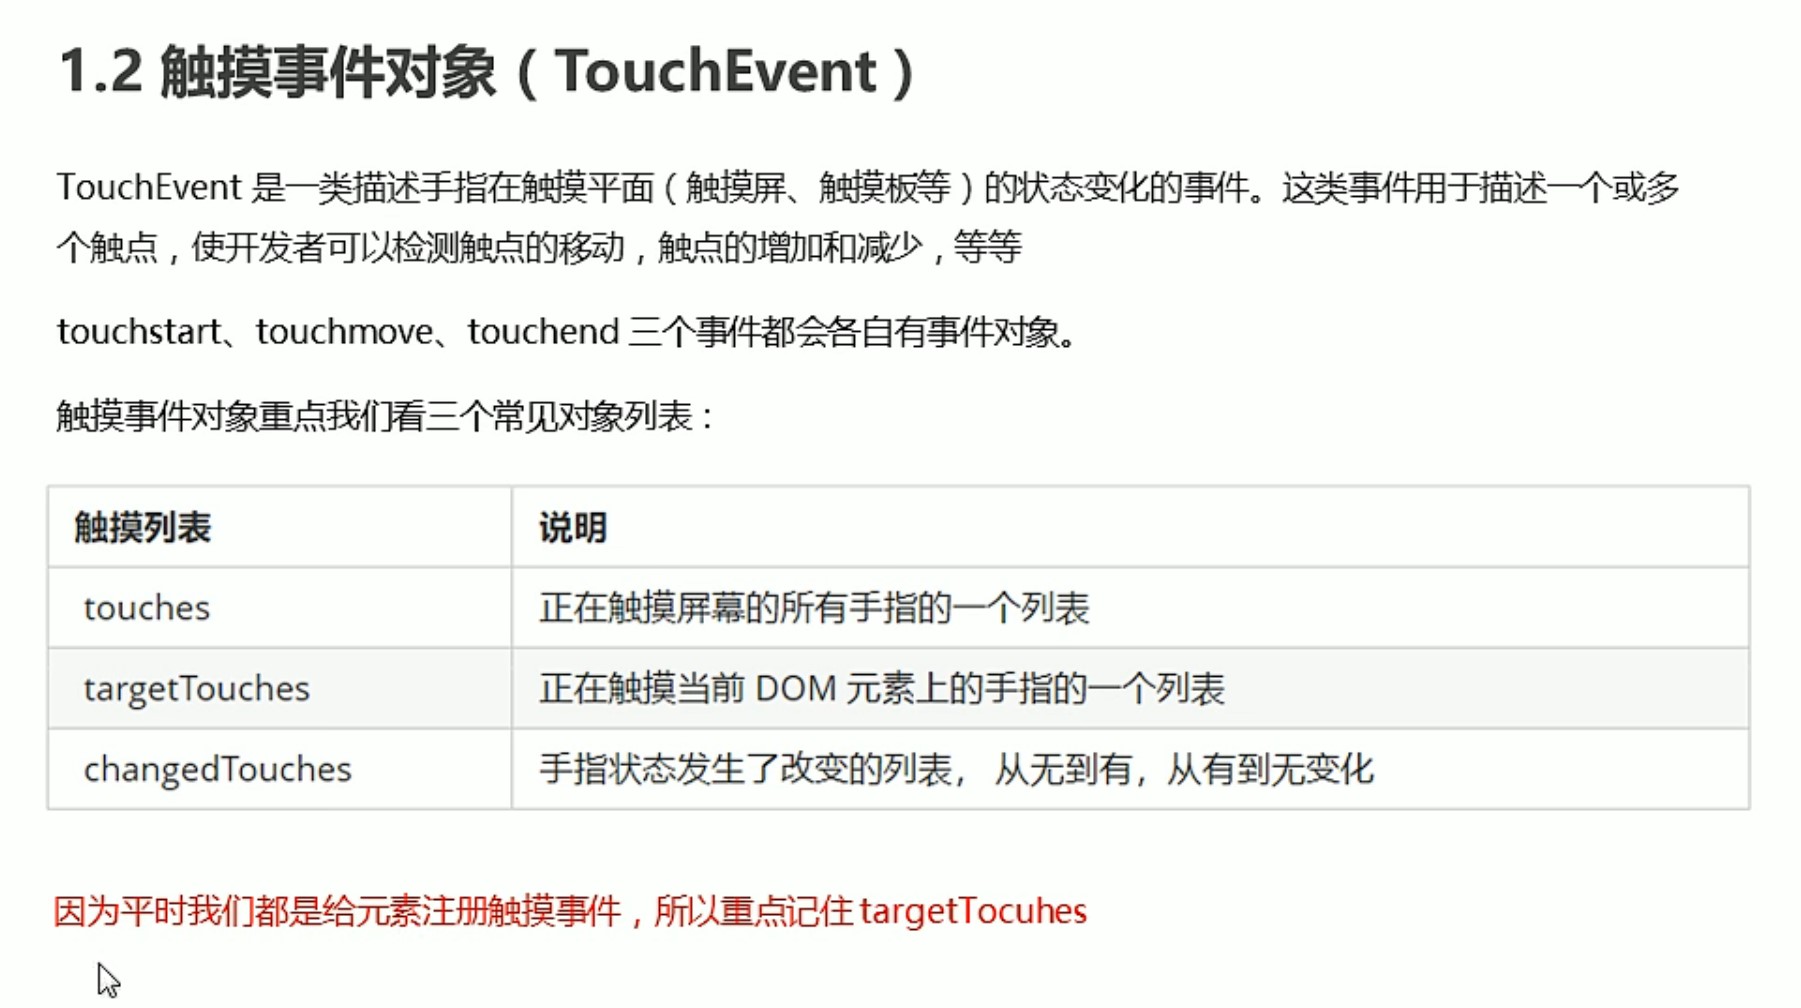 1.2 触摸事件对象（TouchEvent）
TouchEvent 是一类描述手指在触摸平面（触摸屏、触摸板等）的状态变化的事件。这类事件用于描述一个或多
个触点，使开发者可以检测触点的移动，触点的增加和减少，等等
touchstart、touchmove、touchend 三个事件都会各自有事件对象。
触摸事件对象重点我们看三个常见对象列表：
触摸列表 说明
touches 正在触摸屏幕的所有手指的一个列表
targetTouches 正在触摸当前 DOM 元素上的手指的一个列表
changedTouches 手指状态发生了改变的列表， 从无到有，从有到无变化
因为平时我们都是给元素注册触摸事件，所以重点记住 targetTocuhes